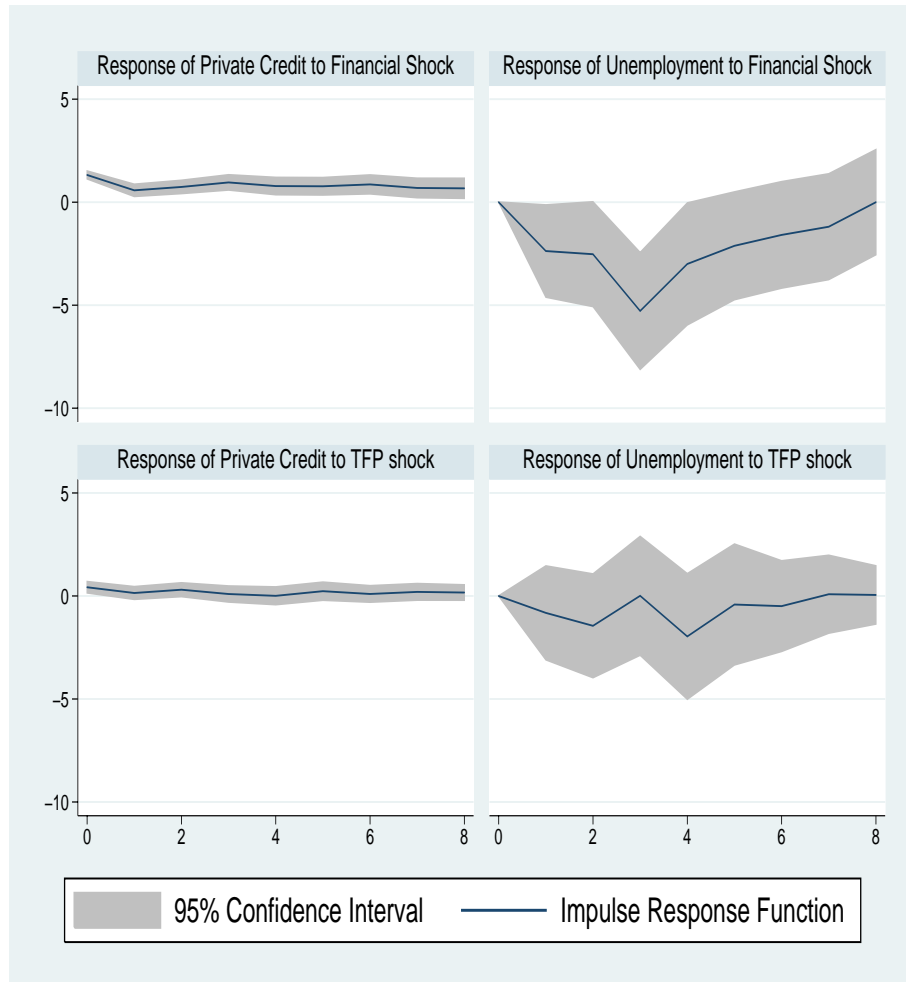 Response of Private Credit to Financial Shock
Response of Unemployment to Financial Shock
5
0
−5
−10
Response of Private Credit to TFP shock
Response of Unemployment to TFP shock
5
0
−5
−10
0 2 4 6 8
0 2 4 6 8
95% Confidence Interval
Impulse Response Function